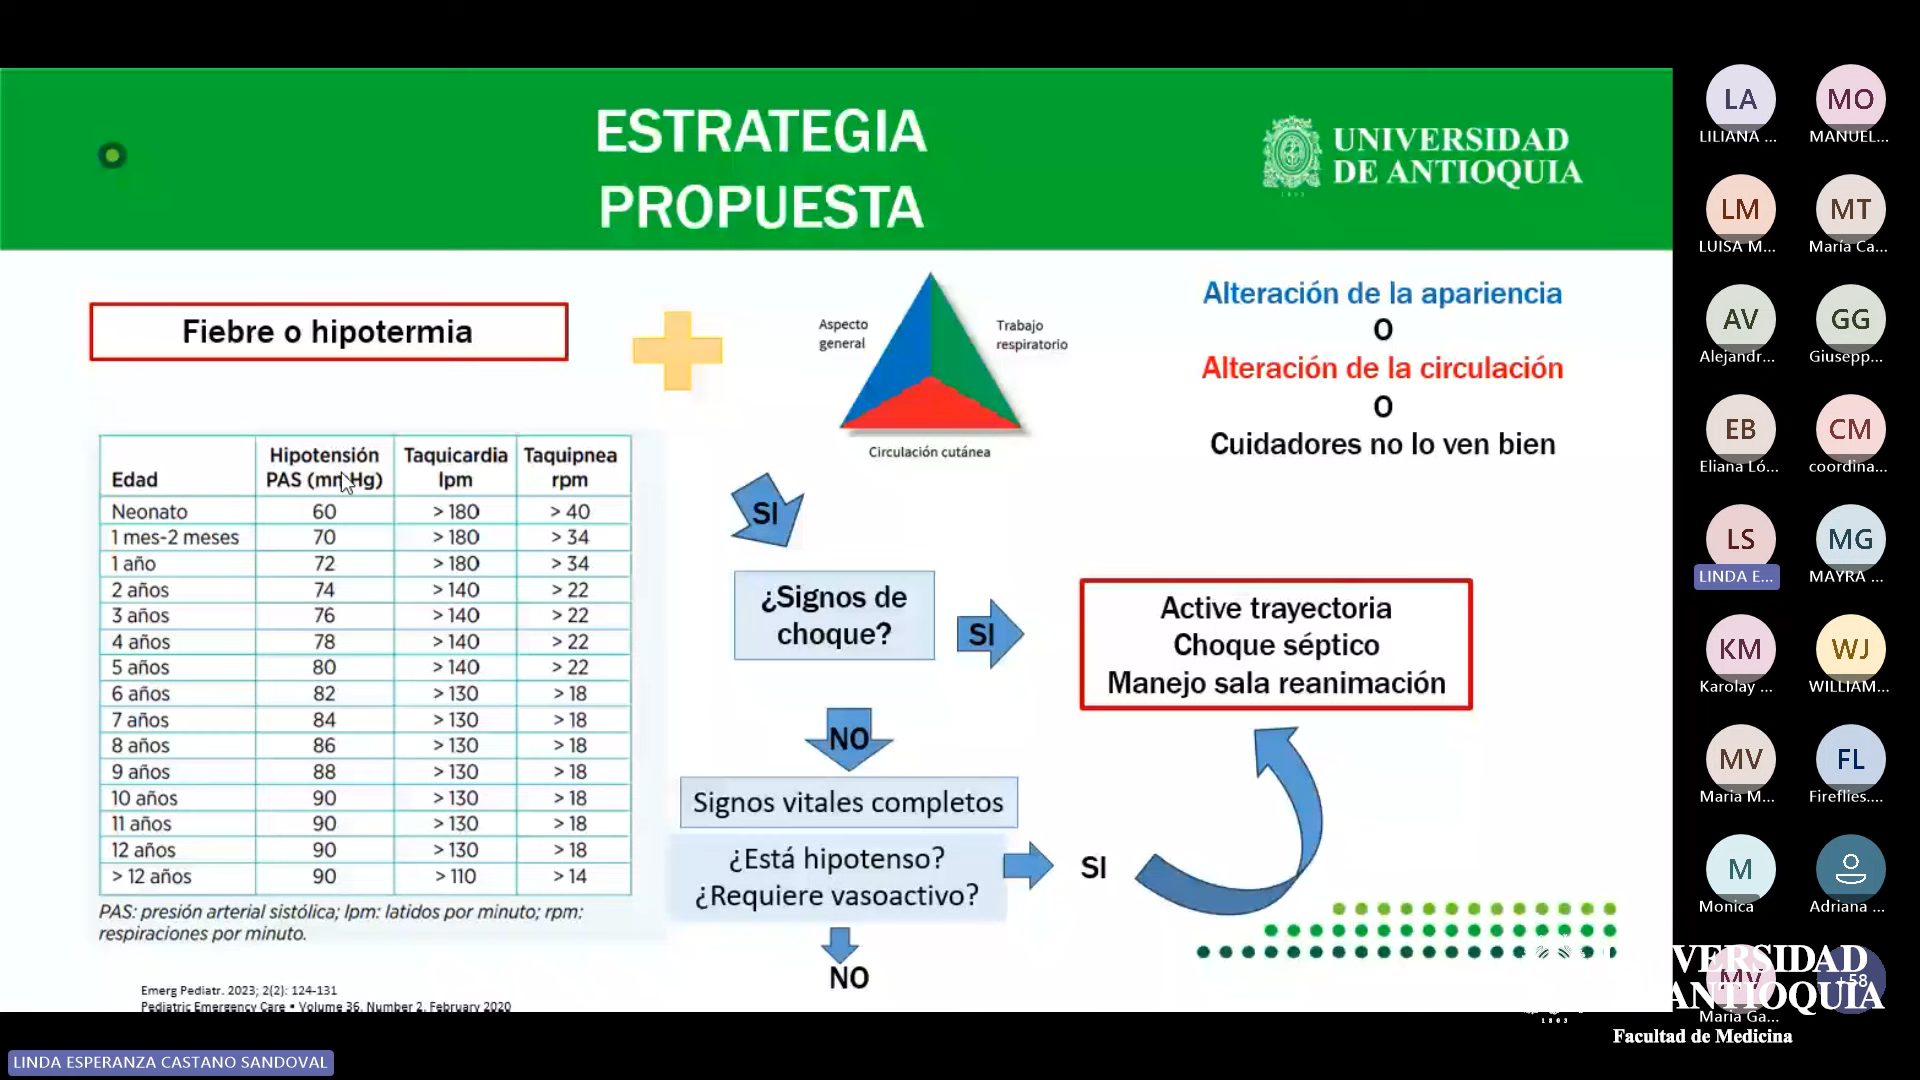 ESTRATEGIA
PROPUESTA
UNIVERSIDAD
DE ANTIOQUIA
1803
Fiebre o hipotermia
Aspecto
general
Trabajo
respiratorio
Circulación cutánea
Alteración de la apariencia
O
Alteración de la circulación
O
Cuidadores no lo ven bien
Edad Hipotensión PAS (mmHg) Taquicardia lpm Taquipnea rpm
Neonato 60 > 180 > 40
1 mes-2 meses 70 > 180 > 34
1 año 72 > 180 > 34
2 años 74 > 140 > 22
3 años 76 > 140 > 22
4 años 78 > 140 > 22
5 años 80 > 140 > 22
6 años 82 > 130 > 18
7 años 84 > 130 > 18
8 años 86 > 130 > 18
9 años 88 > 130 > 18
10 años 90 > 130 > 18
11 años 90 > 130 > 18
12 años 90 > 130 > 18
> 12 años 90 > 110 > 14
PAS: presión arterial sistólica; lpm: latidos por minuto; rpm:
respiraciones por minuto.
SI
¿Signos de
choque?
SI
Active trayectoria
Choque séptico
Manejo sala reanimación
NO
Signos vitales completos
¿Está hipotenso?
¿Requiere vasoactivo?
SI
NO
Emerg Pediatr. 2023; 2(2): 124-131
Pediatric Emergency Care • Volume 36, Number 2, February 2020
LINDA ESPERANZA CASTANO SANDOVAL
LA
LILIANA ...
MO
MANUEL...
LM
LUISA M...
MT
María Ca...
AV
Alejandr...
GG
Giusepp...
EB
Eliana Ló...
CM
coordina...
LS
LINDA E...
MG
MAYRA ...
KM
Karolay ...
WJ
WILLIAM...
MV
Maria M...
FL
Fireflies....
M
Monica
Adriana ...
MV
Maria Ga...
+58
VERSIDAD
ANTIOQUIA
1803
Facultad de Medicina